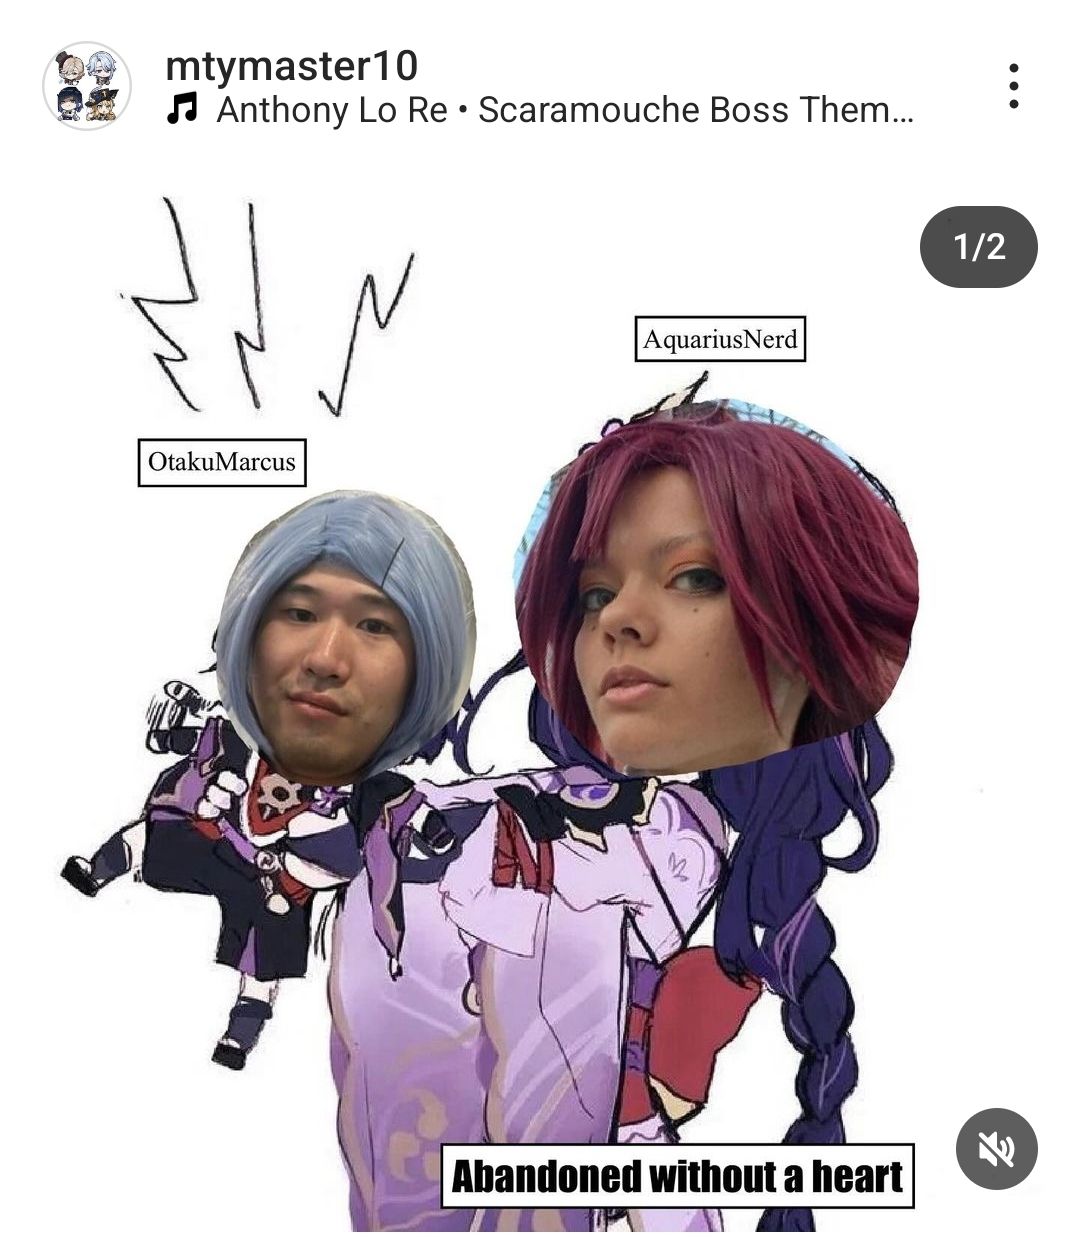 mtymaster10
Anthony Lo Re • Scaramouche Boss Them...
1/2
AquariusNerd
OtakuMarcus
Abandoned without a heart